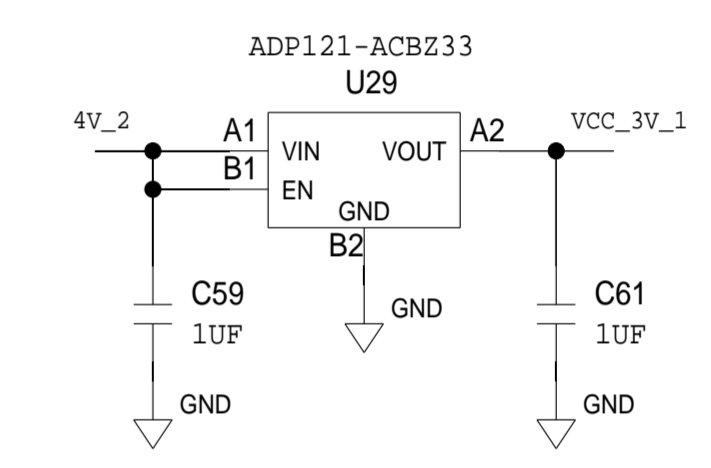 ADP121-ACBZ33
U29
4V_2
A1
VIN
VOUT
A2
VCC_3V_1
B1
EN
GND
B2
C59
1UF
GND
C61
1UF
GND
GND